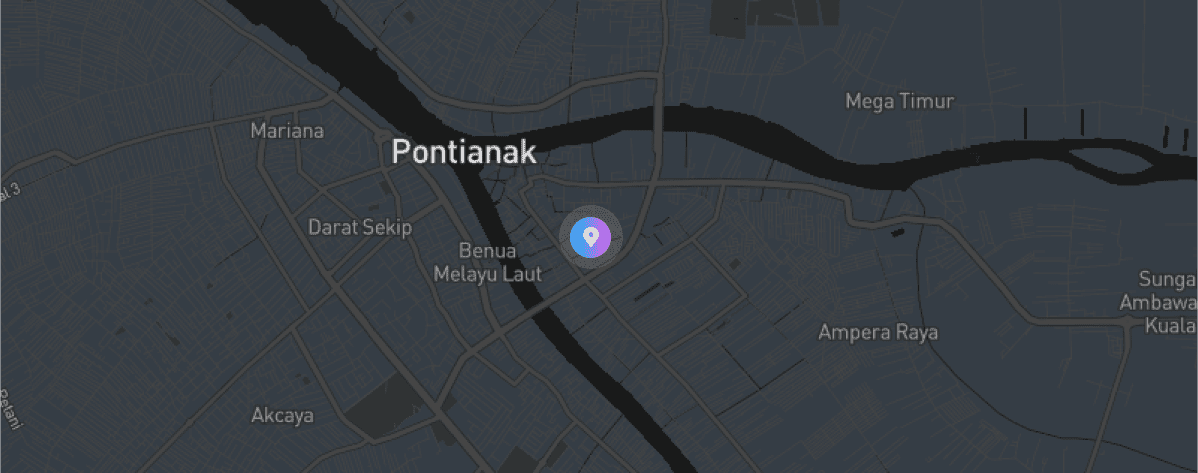 Mega Timur
Mariana
Pontianak
al.3
Darat Sekip
Benua
Melayu Laut
Sunga
Ambawa
Kuala
Ampera Raya
Petani
Akcaya